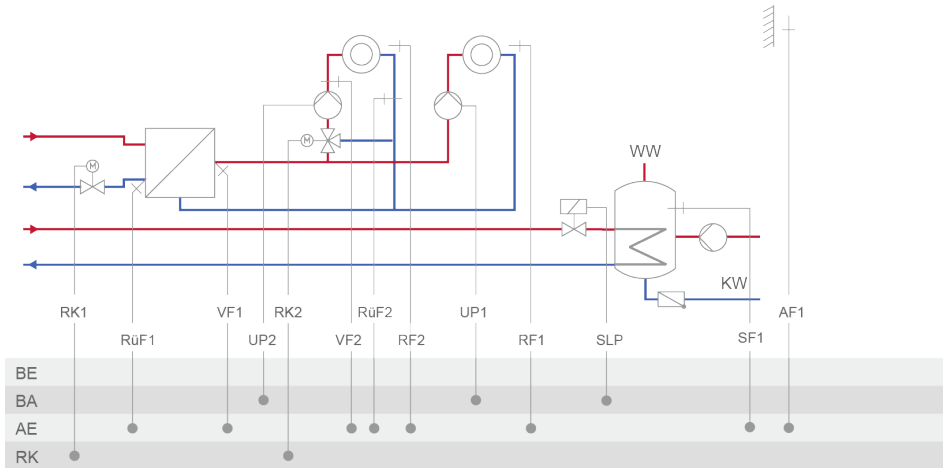 M
M
WW
KW
RK1
VF1
RK2
RüF2
UP1
AF1
RüF1
UP2
VF2
RF2
RF1
SLP
SF1
BE
BA
AE
RK